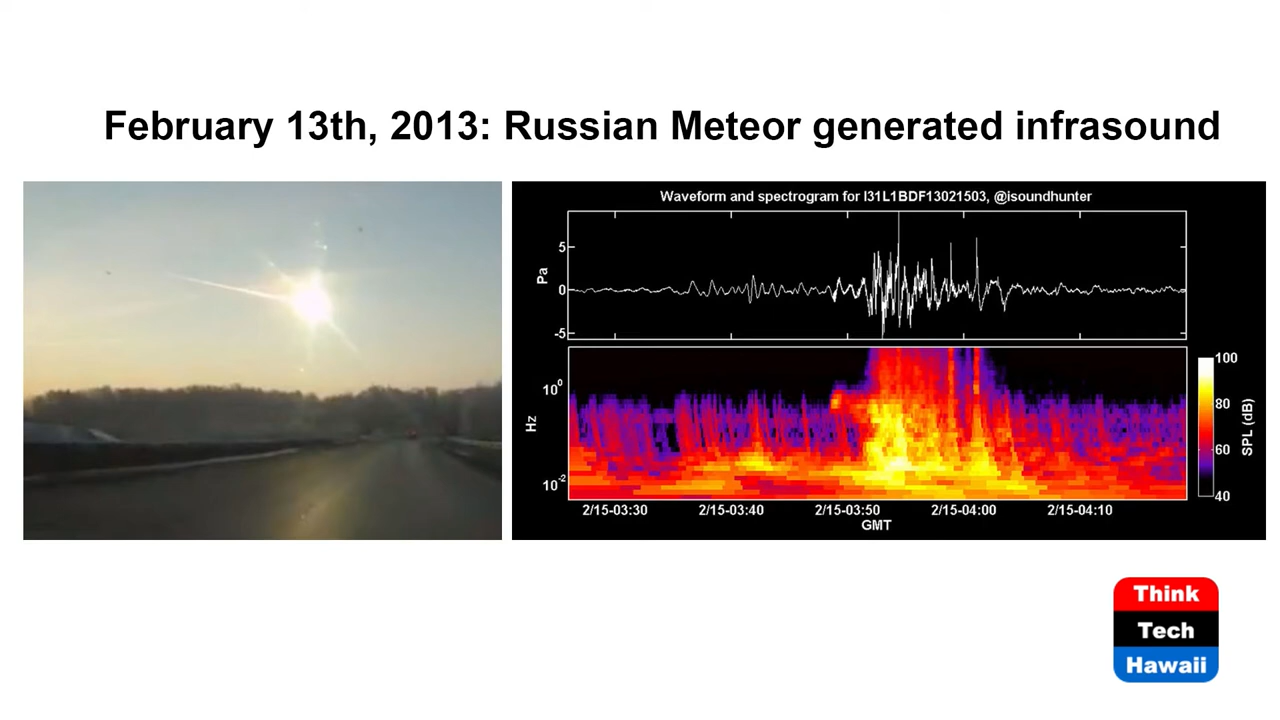 February 13th, 2013: Russian Meteor generated infrasound
Waveform and spectrogram for I31L1BDF13021503, @isoundhunter
5
0
-5
Pa
10⁰
10⁻²
Hz
100
80
60
40
SPL (dB)
2/15-03:30 2/15-03:40 2/15-03:50 2/15-04:00 2/15-04:10
GMT
Think
Tech
Hawaii